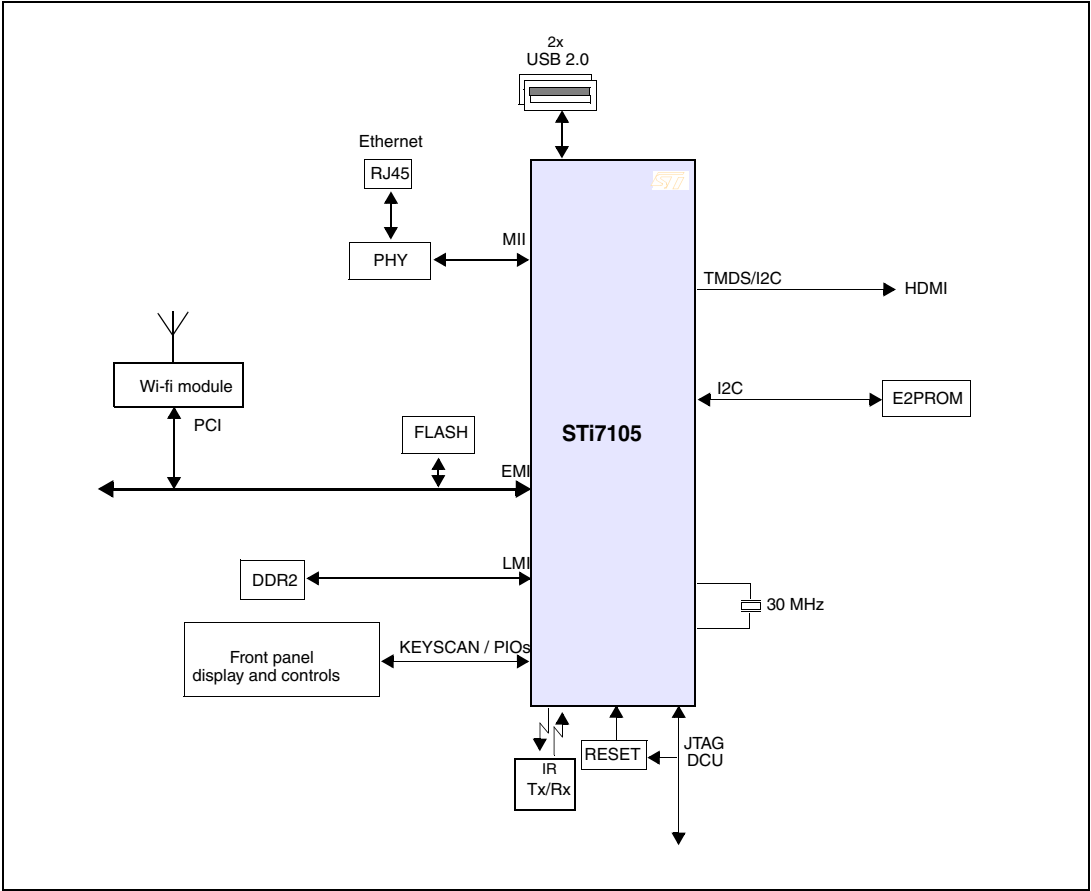 2x
USB 2.0
Ethernet
RJ45
STi
MII
PHY
TMDS/I2C
HDMI
Wi-fi module
I2C
E2PROM
PCI
FLASH
STi7105
EMI
LMI
DDR2
30 MHz
KEYSCAN / PIOs
Front panel
display and controls
RESET
JTAG
DCU
IR
Tx/Rx